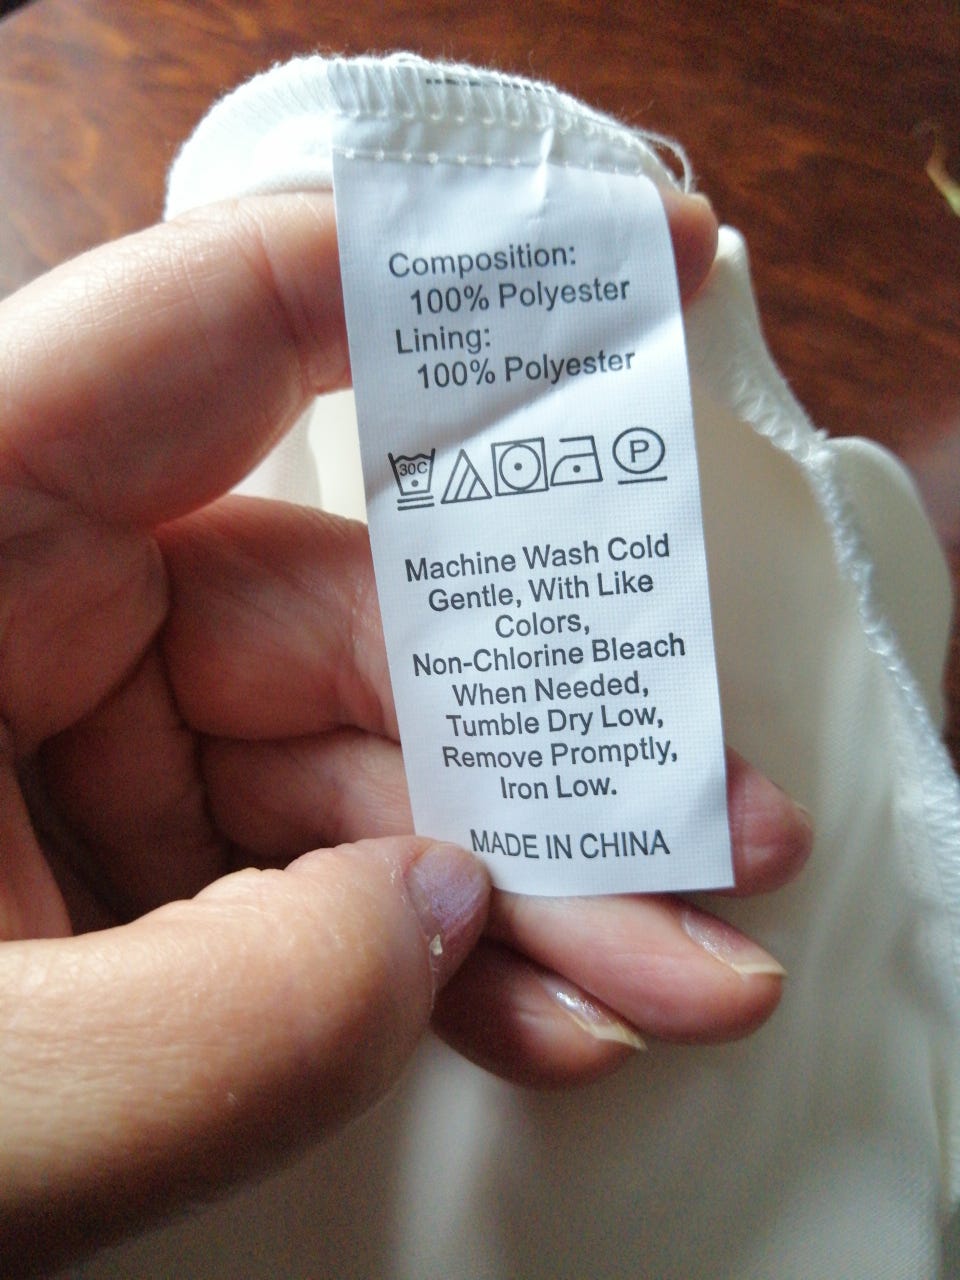 Composition:
100% Polyester
Lining:
100% Polyester
30C P
Machine Wash Cold
Gentle, With Like
Colors,
Non-Chlorine Bleach
When Needed,
Tumble Dry Low,
Remove Promptly,
Iron Low.
MADE IN CHINA